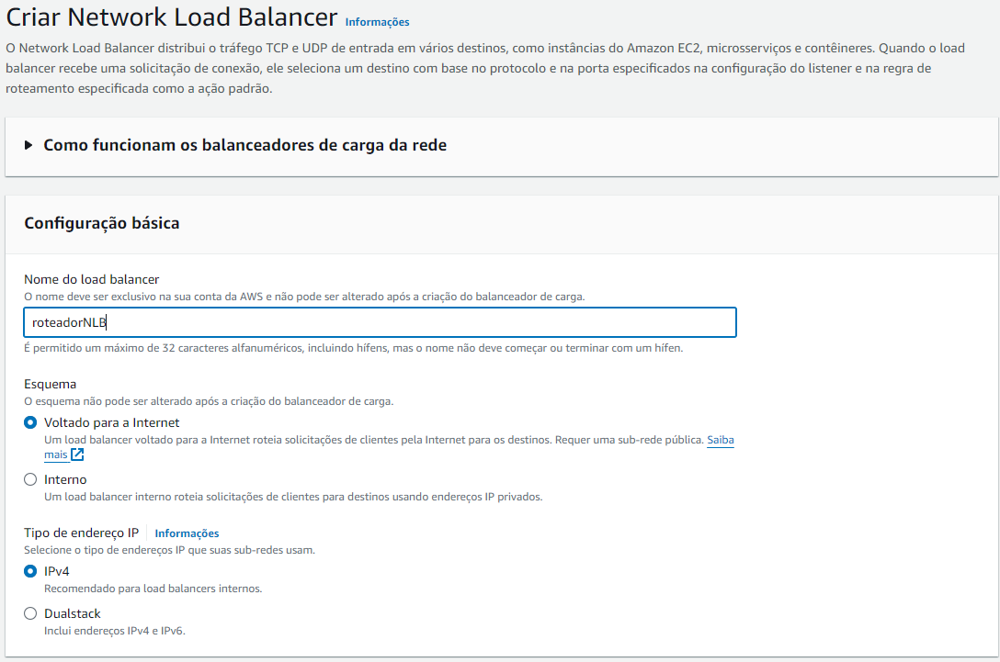 Criar Network Load Balancer Informações
O Network Load Balancer distribui o tráfego TCP e UDP de entrada em vários destinos, como instâncias do Amazon EC2, microsserviços e contêineres. Quando o load
balancer recebe uma solicitação de conexão, ele seleciona um destino com base no protocolo e na porta especificados na configuração do listener e na regra de
roteamento especificada como a ação padrão.
Como funcionam os balanceadores de carga da rede
Configuração básica
Nome do load balancer
O nome deve ser exclusivo na sua conta da AWS e não pode ser alterado após a criação do balanceador de carga.
roteadorNLB
É permitido um máximo de 32 caracteres alfanuméricos, incluindo hífens, mas o nome não deve começar ou terminar com um hífen.
Esquema
O esquema não pode ser alterado após a criação do balanceador de carga.
Voltado para a Internet
Um load balancer voltado para a Internet roteia solicitações de clientes pela Internet para os destinos. Requer uma sub-rede pública. Saiba
mais
Interno
Um load balancer interno roteia solicitações de clientes para destinos usando endereços IP privados.
Tipo de endereço IP Informações
Selecione o tipo de endereços IP que suas sub-redes usam.
IPv4
Recomendado para load balancers internos.
Dualstack
Inclui endereços IPv4 e IPv6.